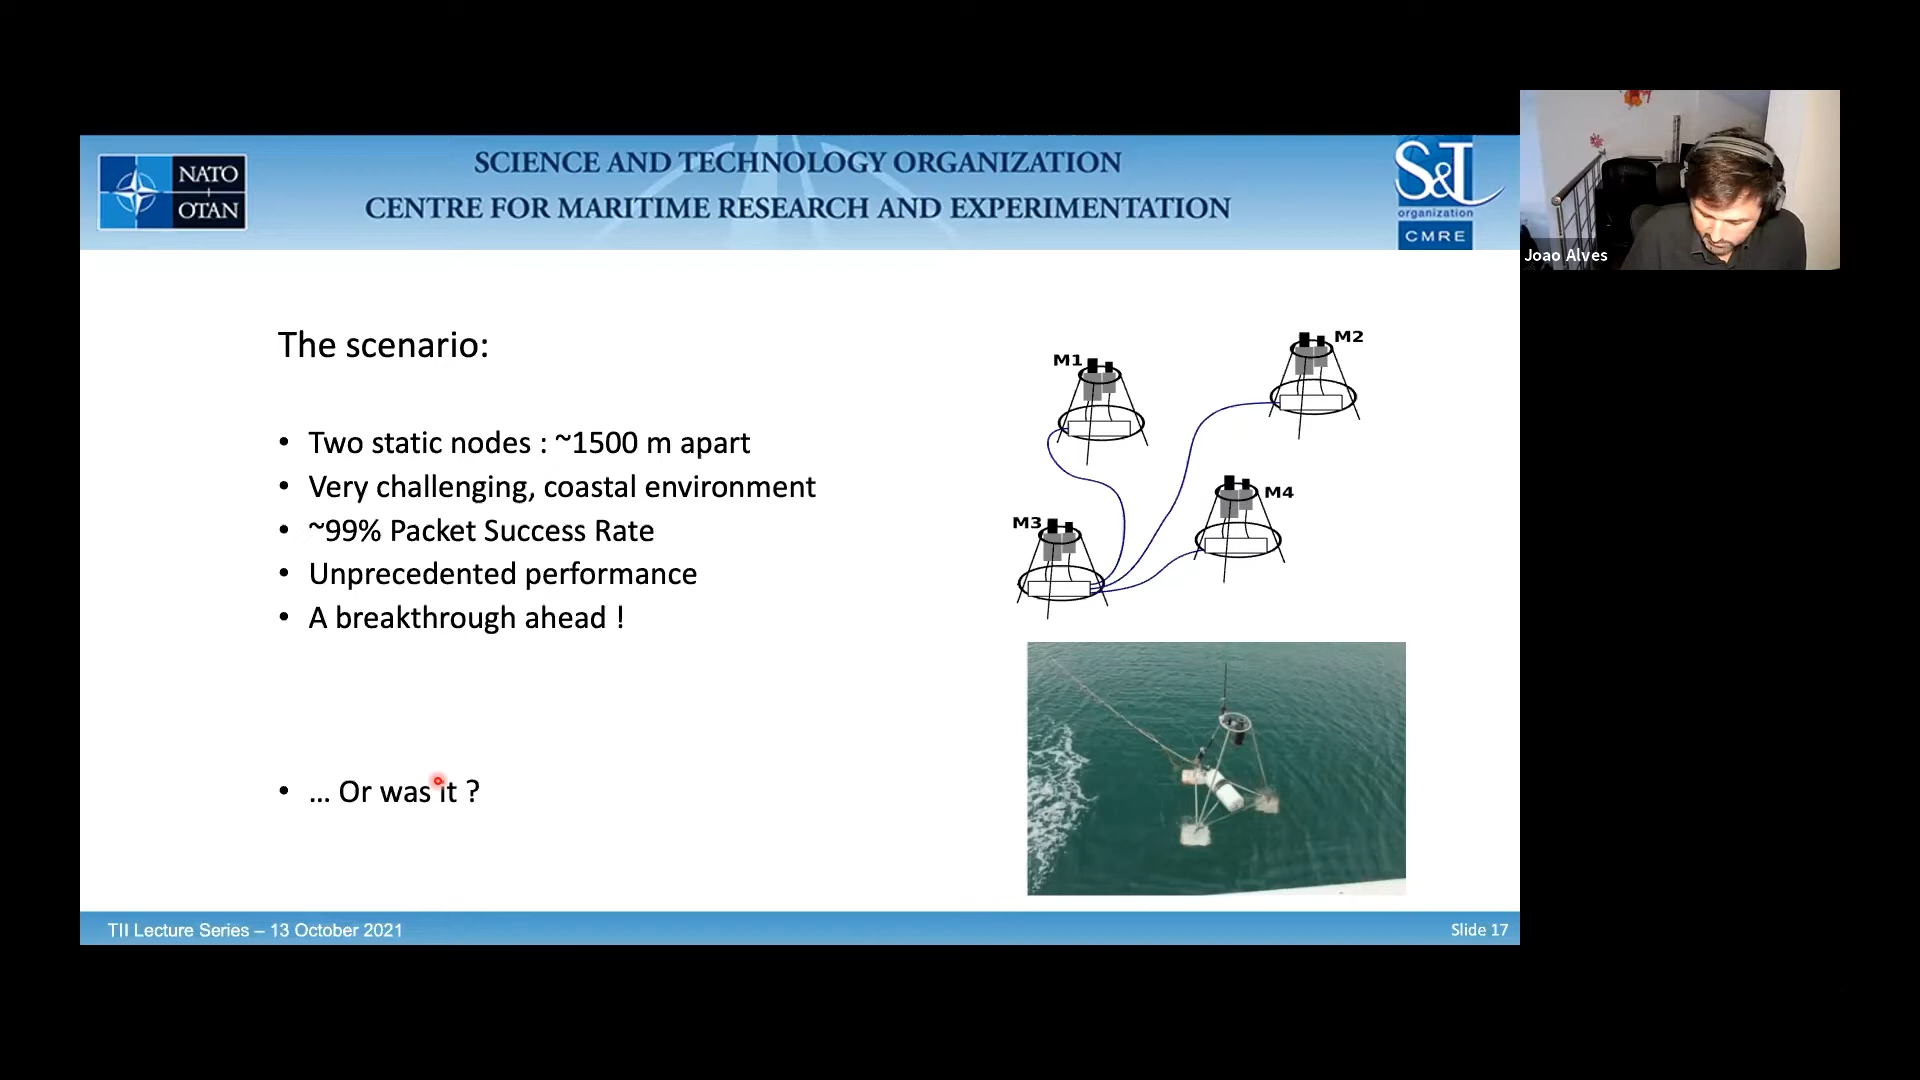 NATO
OTAN
SCIENCE AND TECHNOLOGY ORGANIZATION
CENTRE FOR MARITIME RESEARCH AND EXPERIMENTATION
S&T
organization
CMRE
Joao Alves
The scenario:
• Two static nodes : ~1500 m apart
• Very challenging, coastal environment
• ~99% Packet Success Rate
• Unprecedented performance
• A breakthrough ahead !
• ... Or was it ?
M1
M2
M3
M4
TII Lecture Series – 13 October 2021
Slide 17